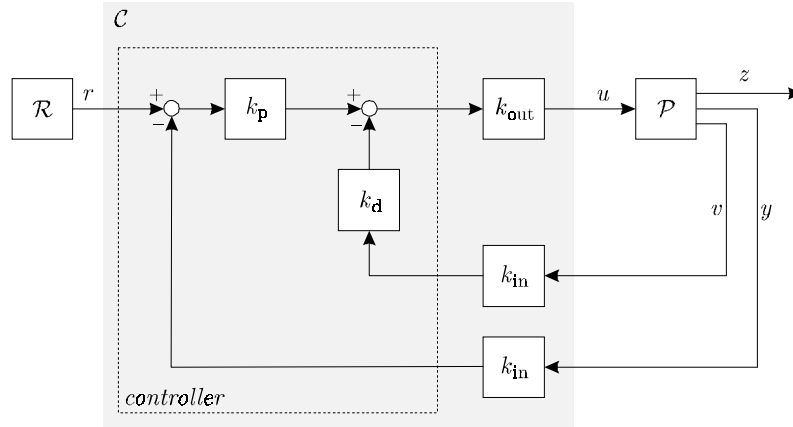 𝒞
ℛ
r
+
−
k_p
+
−
k_out
u
𝒫
z
k_d
v
y
k_in
k_in
controller